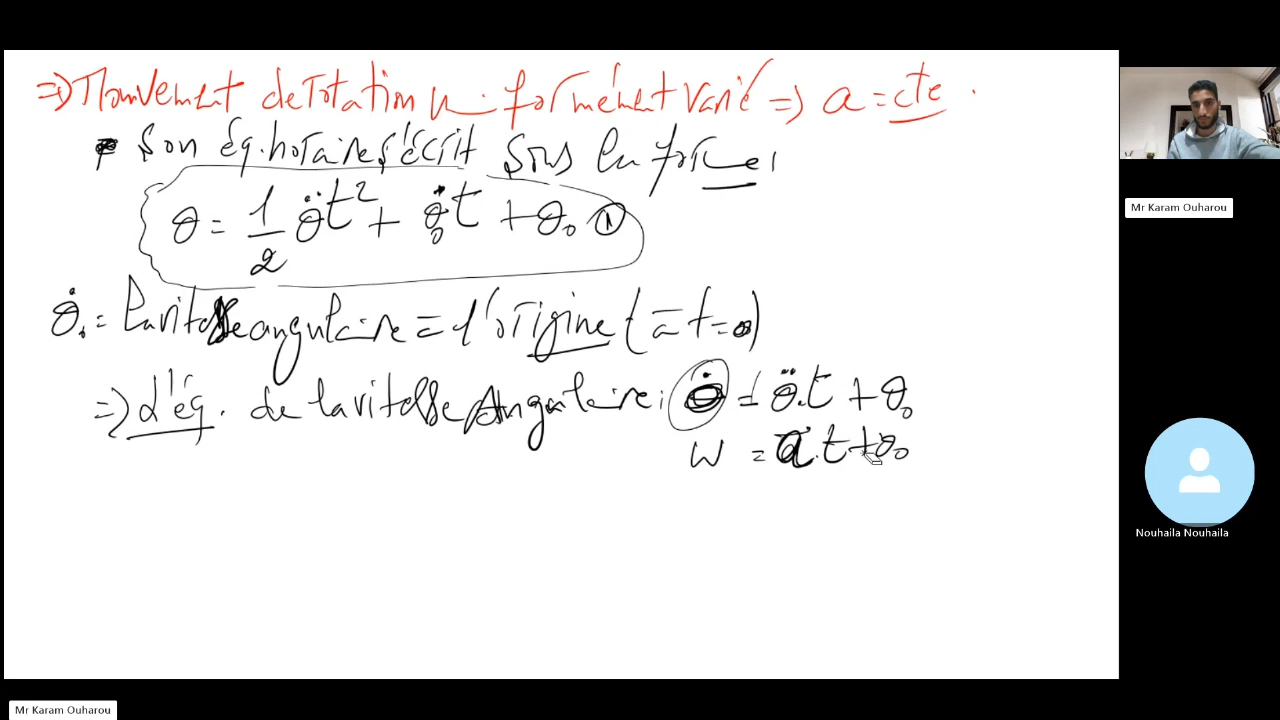 => Mouvement de rotation uniformément varié => a = cte.
Son éq. horaire s'écrit sous la forme :
θ = 1/2 θ̈t² + θ̇₀t + θ₀ ①
θ̇₀ = la vitesse angulaire = l'origine (à t=0)
=> L'éq. de la vitesse Angulaire : θ̇ = θ̈.t + θ₀
w = a.t + θ̇₀
Mr Karam Ouharou
Nouhaila Nouhaila
Mr Karam Ouharou